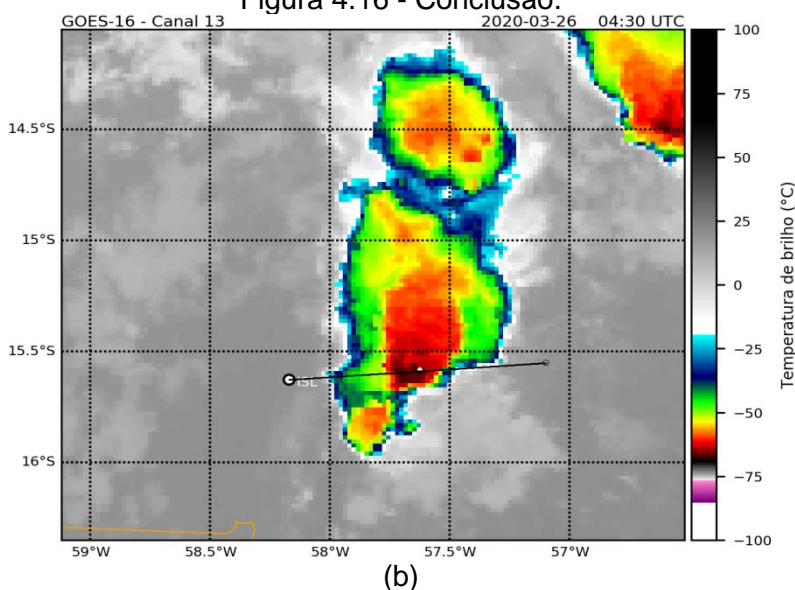 Figura 4.16 - Conclusão.
GOES-16 - Canal 13 2020-03-26 04:30 UTC
100
75
14.5°S
50
25
15°S
0
−25
15.5°S
ISL
−50
16°S
−75
−100
59°W 58.5°W 58°W 57.5°W 57°W
Temperatura de brilho (°C)
(b)